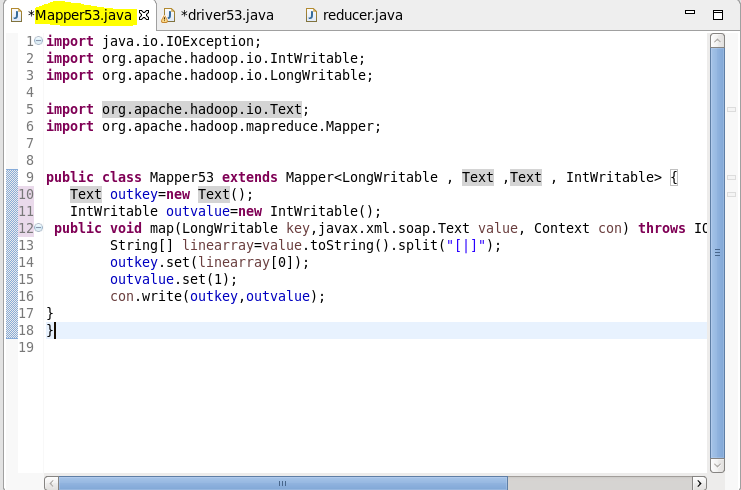 *Mapper53.java *driver53.java reducer.java
1 import java.io.IOException;
2 import org.apache.hadoop.io.IntWritable;
3 import org.apache.hadoop.io.LongWritable;
4
5 import org.apache.hadoop.io.Text;
6 import org.apache.hadoop.mapreduce.Mapper;
7
8
9 public class Mapper53 extends Mapper<LongWritable , Text ,Text , IntWritable> {
10 Text outkey=new Text();
11 IntWritable outvalue=new IntWritable();
12 public void map(LongWritable key,javax.xml.soap.Text value, Context con) throws IO
13 String[] linearray=value.toString().split("[|]");
14 outkey.set(linearray[0]);
15 outvalue.set(1);
16 con.write(outkey,outvalue);
17 }
18 }
19